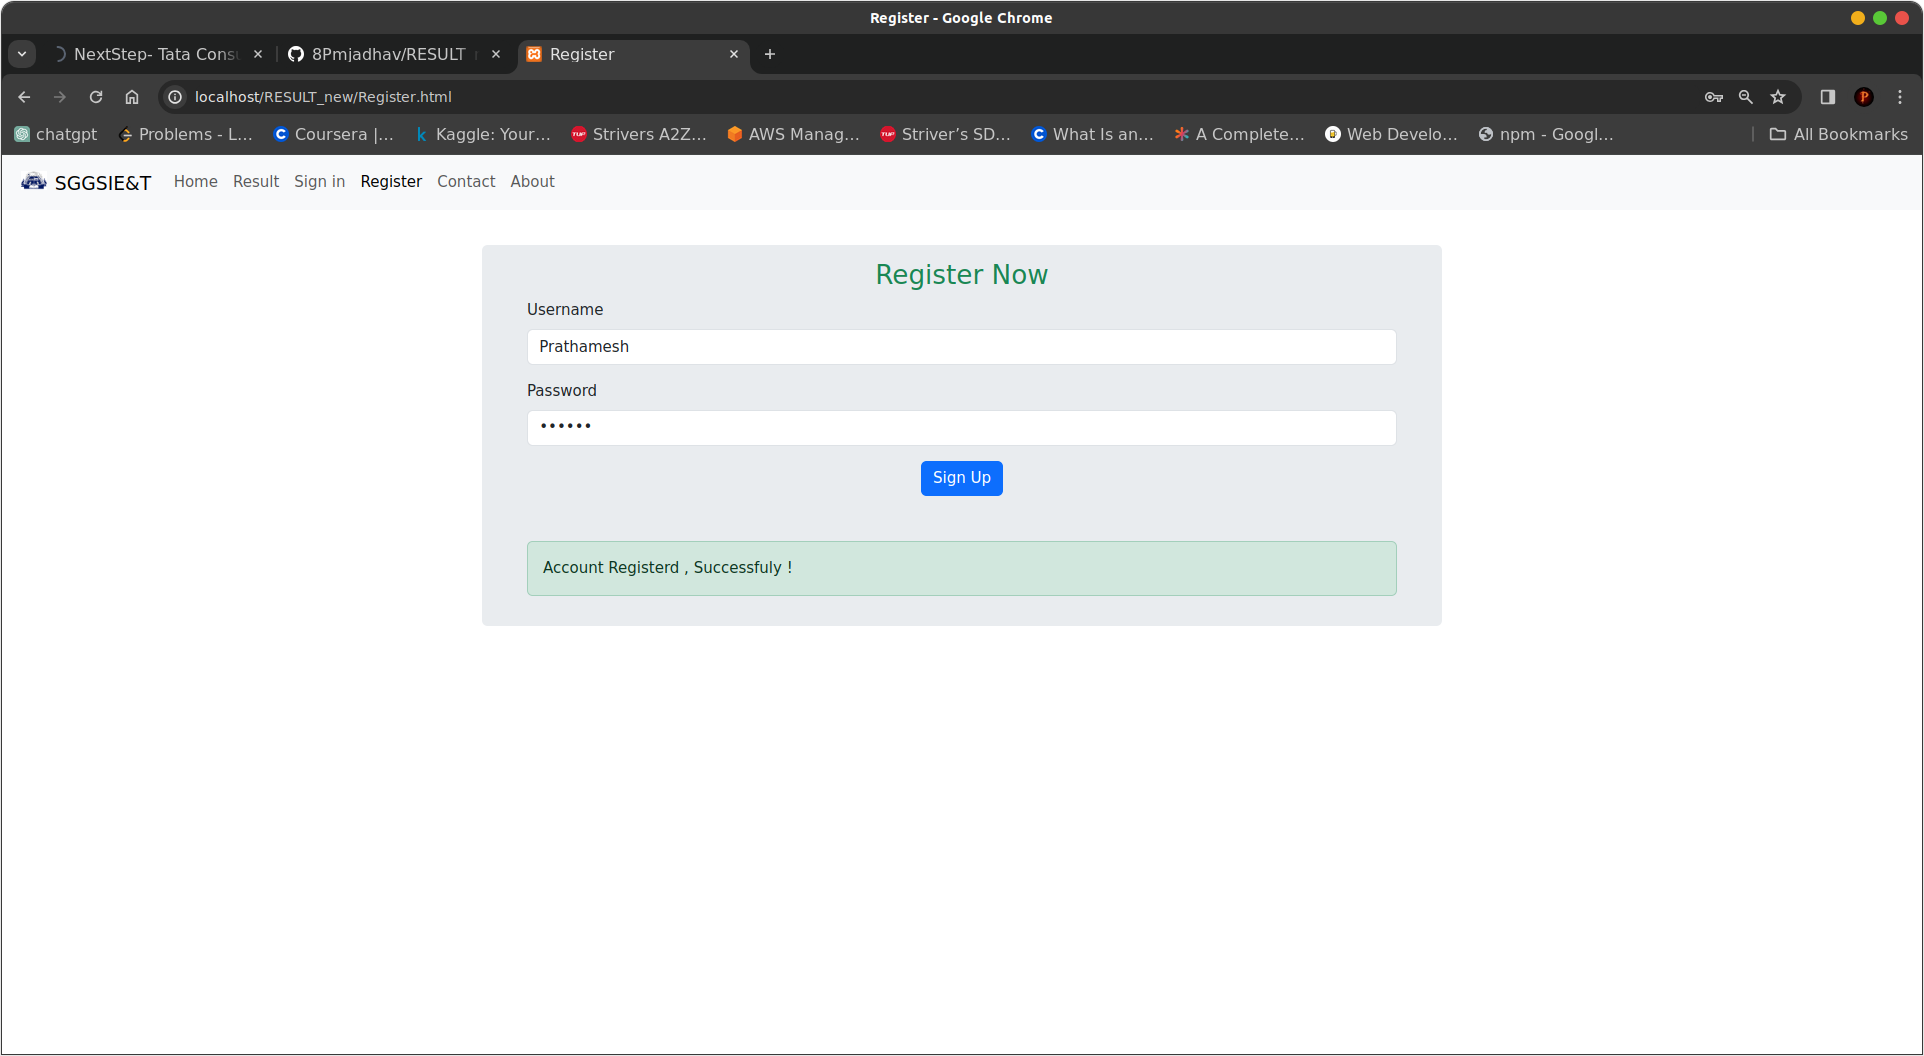 Register - Google Chrome
NextStep- Tata Cons
8Pmjadhav/RESULT
Register
localhost/RESULT_new/Register.html
chatgpt Problems - L... Coursera |... Kaggle: Your... Strivers A2Z... AWS Manag... Striver’s SD... What Is an... A Complete... Web Develo... npm - Googl... All Bookmarks
SGGSIE&T Home Result Sign in Register Contact About
Register Now
Username
Prathamesh
Password
••••••
Sign Up
Account Registerd , Successfuly !